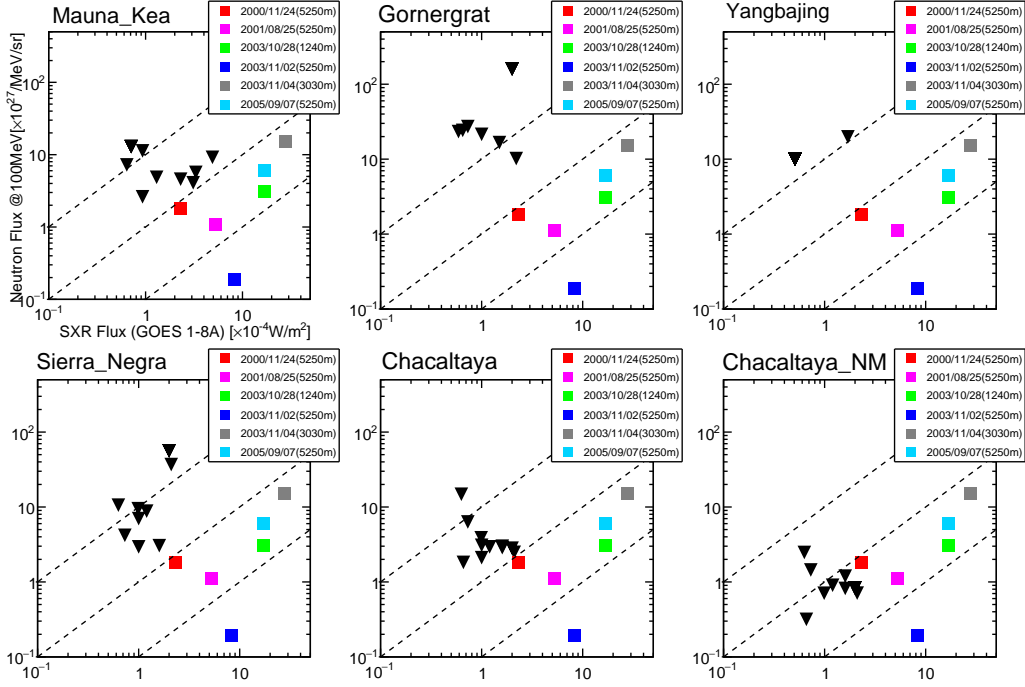 Mauna_Kea
2000/11/24(5250m)
2001/08/25(5250m)
2003/10/28(1240m)
2003/11/02(5250m)
2003/11/04(3030m)
2005/09/07(5250m)
Neutron Flux @100MeV[×10^27/MeV/sr]
10^2
10
1
10^-1
10^-1
1
10
SXR Flux (GOES 1-8A) [×10^-4W/m^2]
Gornergrat
2000/11/24(5250m)
2001/08/25(5250m)
2003/10/28(1240m)
2003/11/02(5250m)
2003/11/04(3030m)
2005/09/07(5250m)
10^2
10
1
10^-1
10^-1
1
10
Yangbajing
2000/11/24(5250m)
2001/08/25(5250m)
2003/10/28(1240m)
2003/11/02(5250m)
2003/11/04(3030m)
2005/09/07(5250m)
10^2
10
1
10^-1
10^-1
1
10
Sierra_Negra
2000/11/24(5250m)
2001/08/25(5250m)
2003/10/28(1240m)
2003/11/02(5250m)
2003/11/04(3030m)
2005/09/07(5250m)
10^2
10
1
10^-1
10^-1
1
10
Chacaltaya
2000/11/24(5250m)
2001/08/25(5250m)
2003/10/28(1240m)
2003/11/02(5250m)
2003/11/04(3030m)
2005/09/07(5250m)
10^2
10
1
10^-1
10^-1
1
10
Chacaltaya_NM
2000/11/24(5250m)
2001/08/25(5250m)
2003/10/28(1240m)
2003/11/02(5250m)
2003/11/04(3030m)
2005/09/07(5250m)
10^2
10
1
10^-1
10^-1
1
10